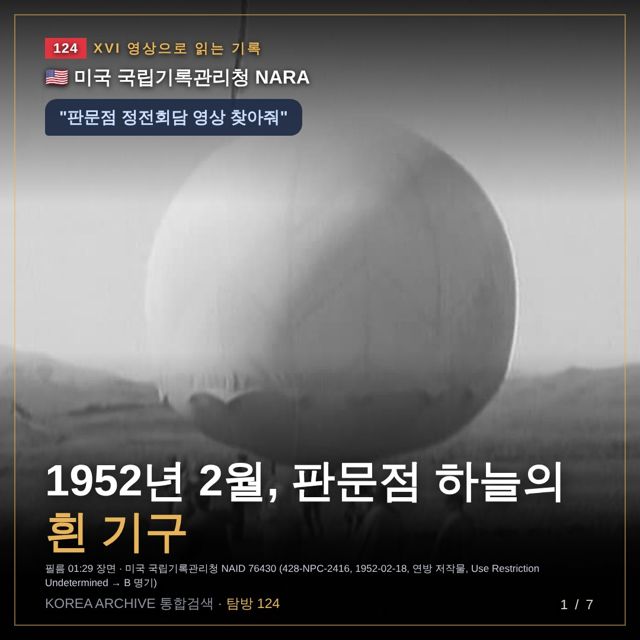 124 XVI 영상으로 읽는 기록
🇺🇸 미국 국립기록관리청 NARA
"판문점 정전회담 영상 찾아줘"
1952년 2월, 판문점 하늘의
흰 기구
필름 01:29 장면 · 미국 국립기록관리청 NAID 76430 (428-NPC-2416, 1952-02-18, 연방 저작물, Use Restriction
Undetermined → B 명기)
KOREA ARCHIVE 통합검색 · 탐방 124
1 / 7